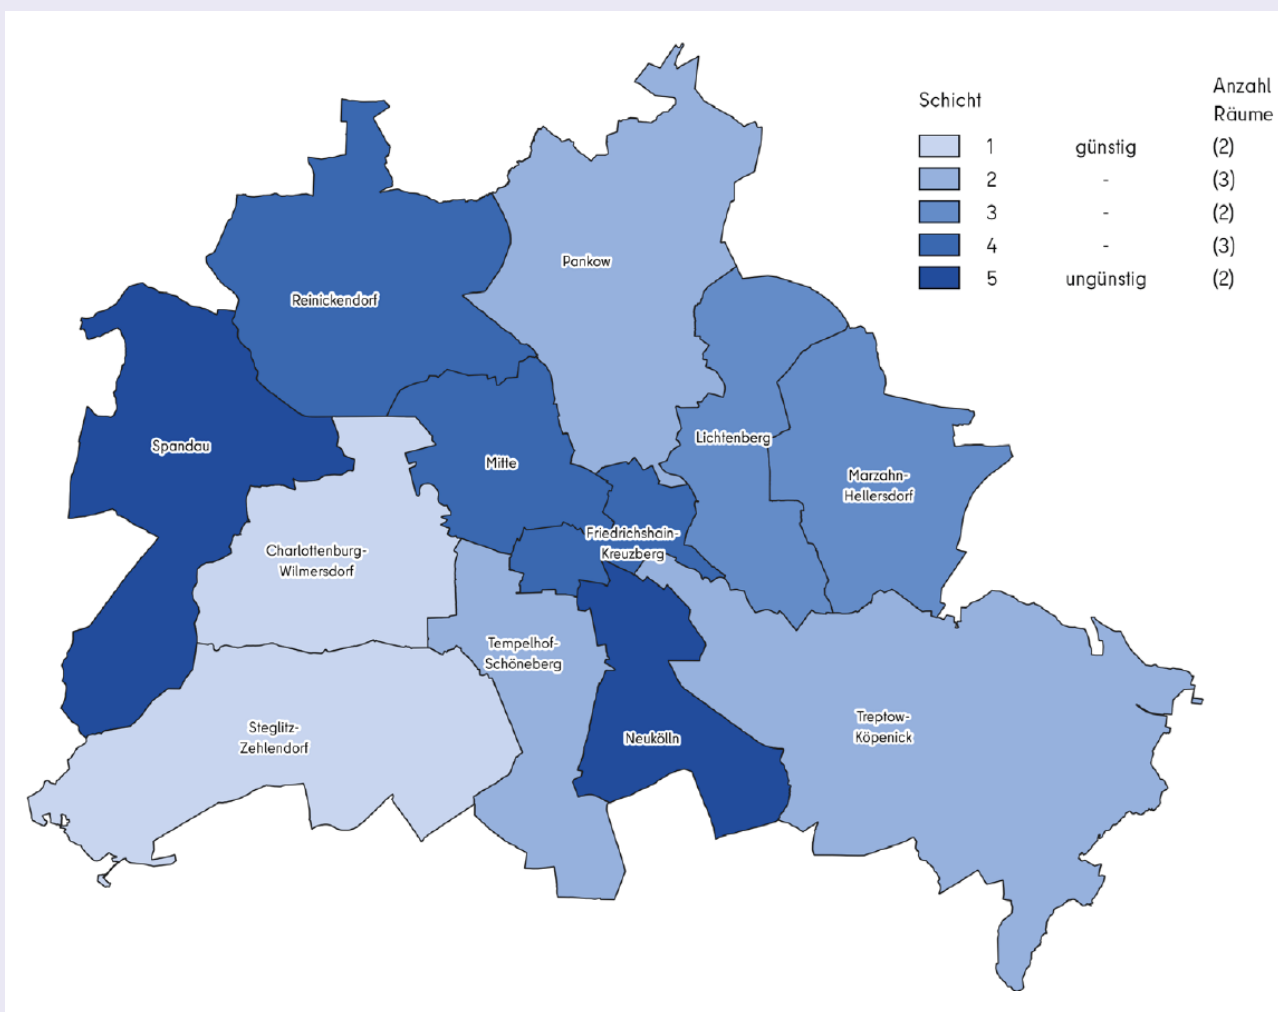 Anzahl
Schicht
Räume
1 günstig (2)
2 - (3)
3 - (2)
4 - (3)
5 ungünstig (2)
Pankow
Reinickendorf
Spandau
Mitte
Lichtenberg
Marzahn-
Hellersdorf
Friedrichshain-
Kreuzberg
Charlottenburg-
Wilmersdorf
Tempelhof-
Schöneberg
Steglitz-
Zehlendorf
Neukölln
Treptow-
Köpenick